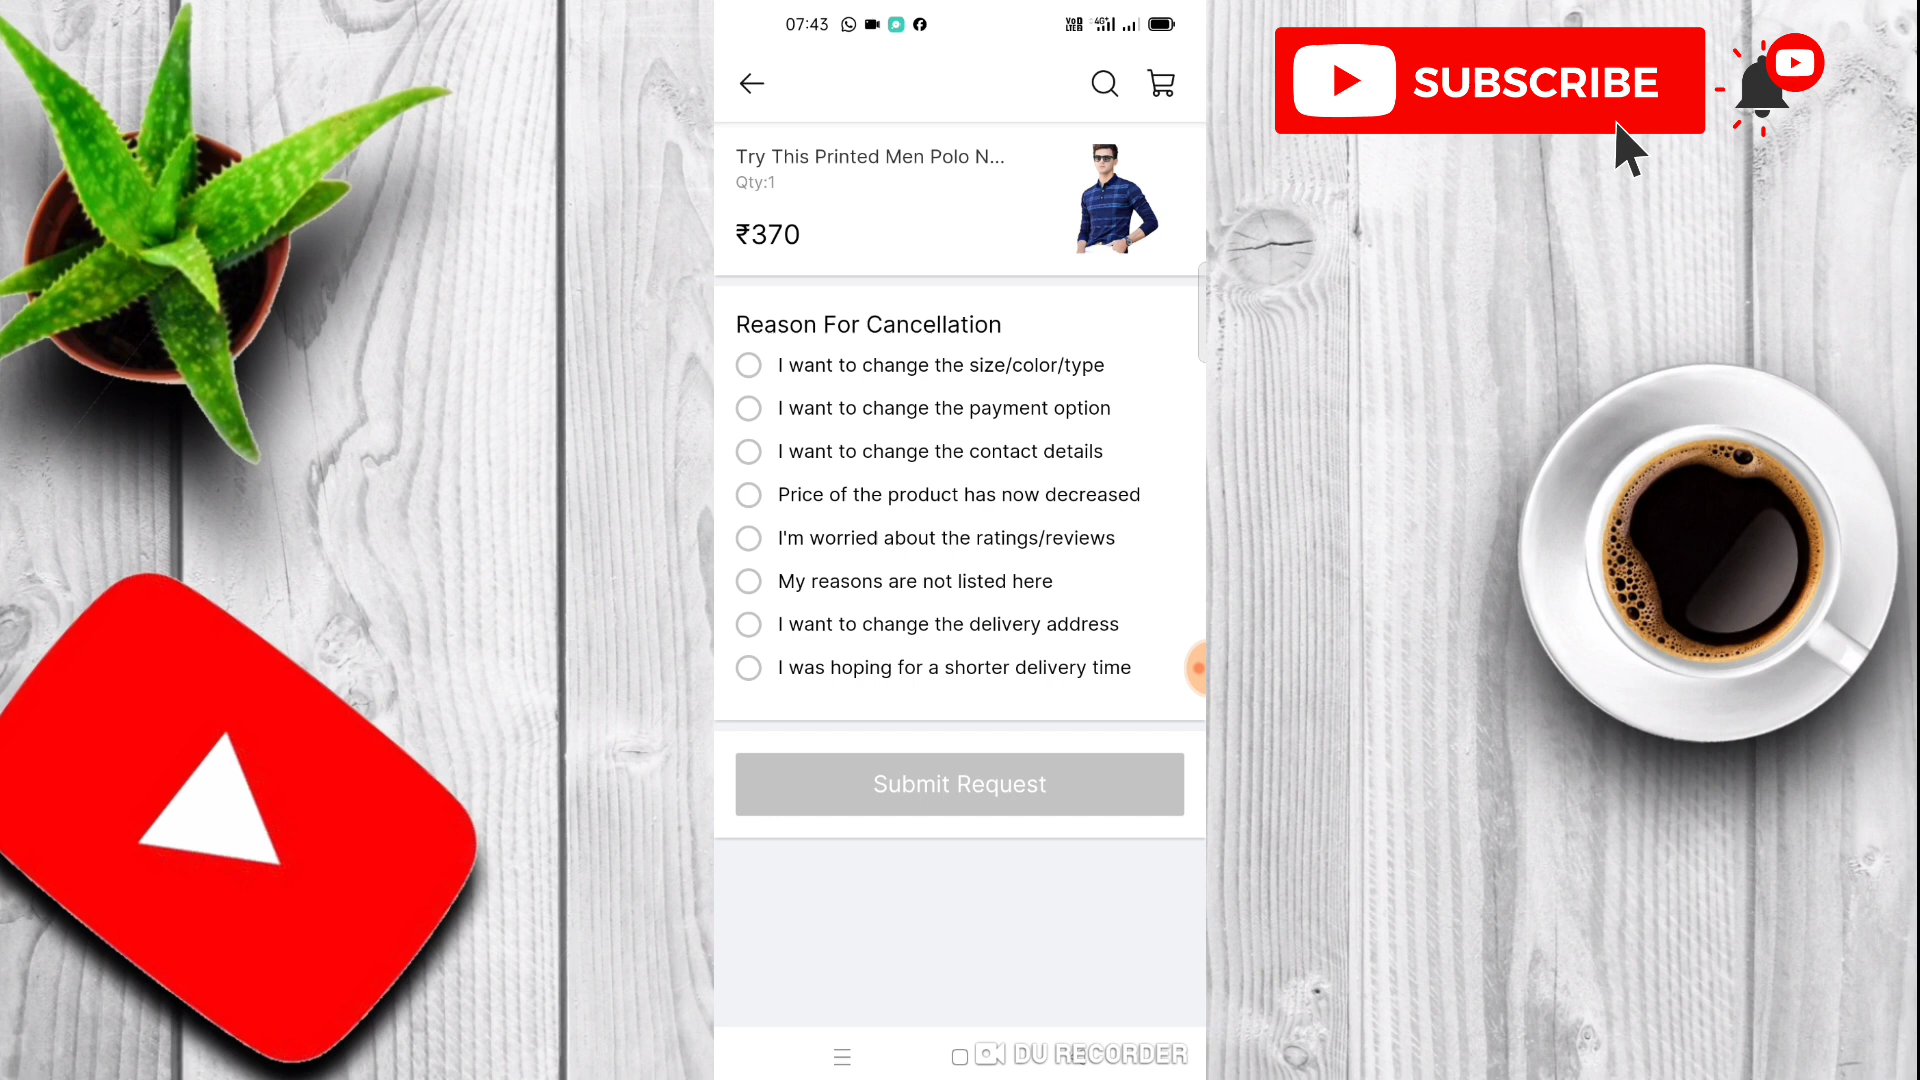 07:43
VoD
LTE2
4G+
SUBSCRIBE
Try This Printed Men Polo N...
Qty:1
₹370
Reason For Cancellation
I want to change the size/color/type
I want to change the payment option
I want to change the contact details
Price of the product has now decreased
I'm worried about the ratings/reviews
My reasons are not listed here
I want to change the delivery address
I was hoping for a shorter delivery time
Submit Request
DU RECORDER